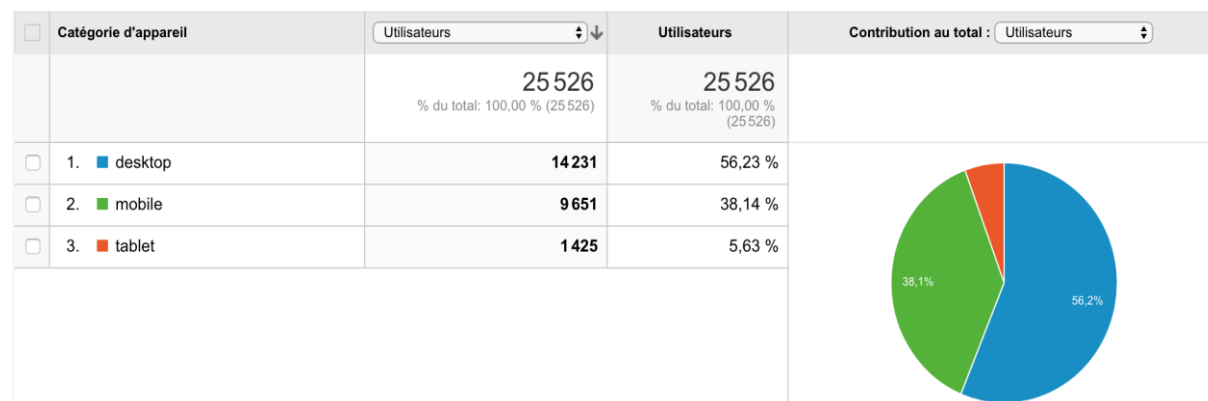 Catégorie d'appareil Utilisateurs Utilisateurs Contribution au total : Utilisateurs
25 526 25 526
% du total: 100,00 % (25 526) % du total: 100,00 %
(25 526)
1. desktop 14 231 56,23 %
2. mobile 9 651 38,14 %
3. tablet 1 425 5,63 %
38,1%
56,2%